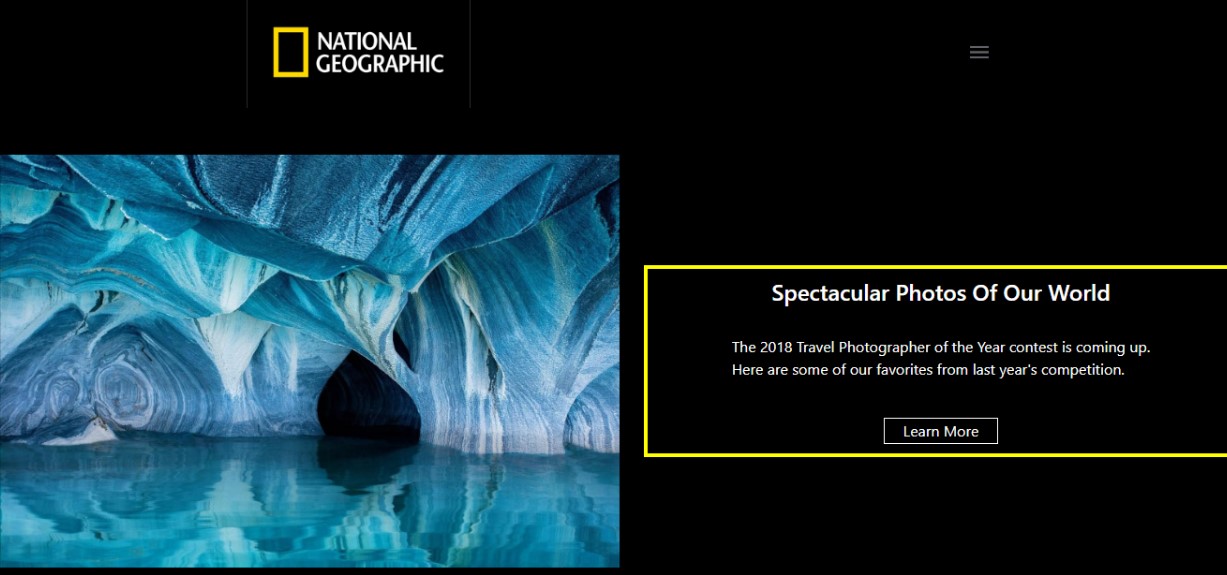 NATIONAL
GEOGRAPHIC
Spectacular Photos Of Our World
The 2018 Travel Photographer of the Year contest is coming up.
Here are some of our favorites from last year's competition.
Learn More